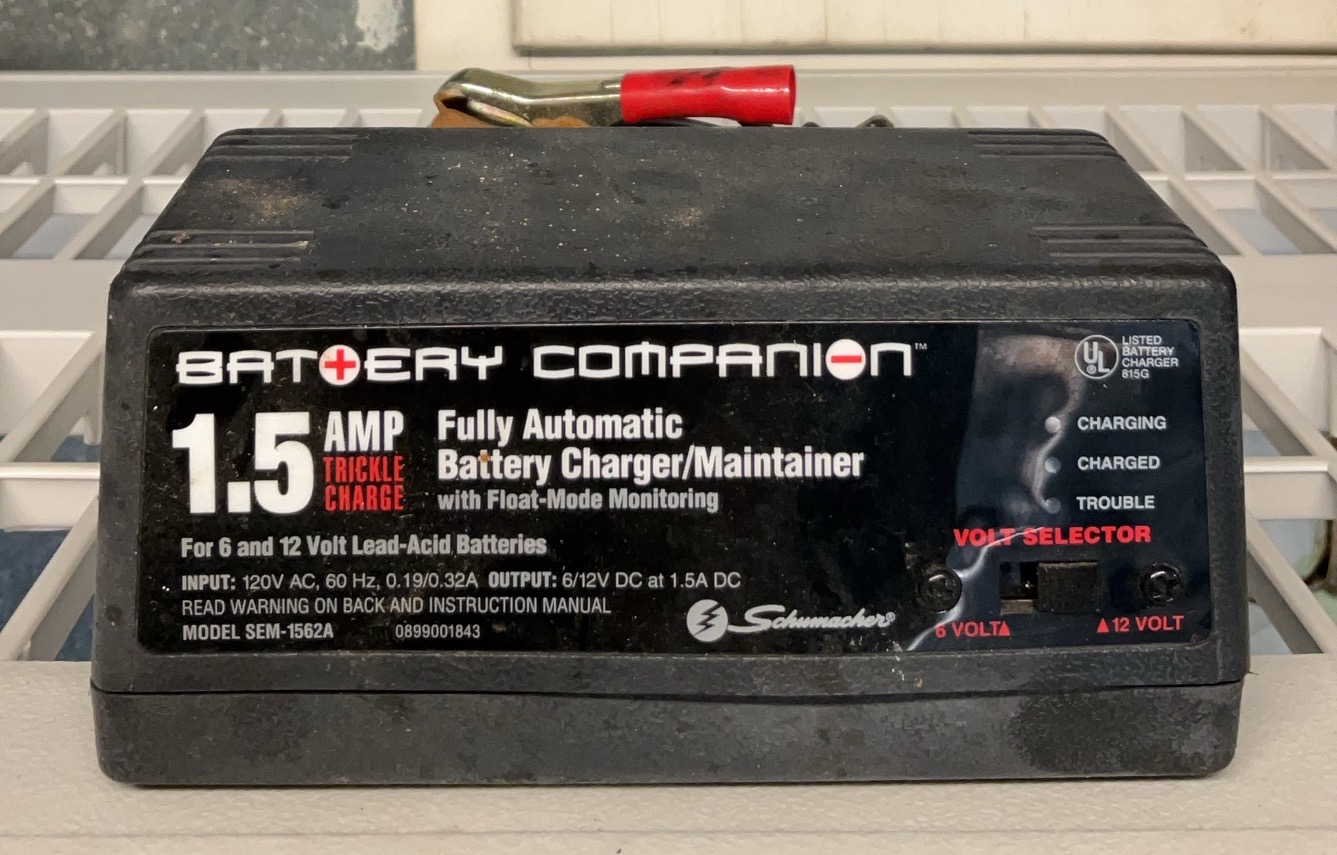 BATTERY COMPANION™
UL LISTED
BATTERY
CHARGER
815G
1.5 AMP
TRICKLE
CHARGE
Fully Automatic
Battery Charger/Maintainer
with Float-Mode Monitoring
CHARGING
CHARGED
TROUBLE
For 6 and 12 Volt Lead-Acid Batteries
INPUT: 120V AC, 60 Hz, 0.19/0.32A OUTPUT: 6/12V DC at 1.5A DC
READ WARNING ON BACK AND INSTRUCTION MANUAL
MODEL SEM-1562A 0899001843
Schumacher®
VOLT SELECTOR
6 VOLT▲ ▲12 VOLT